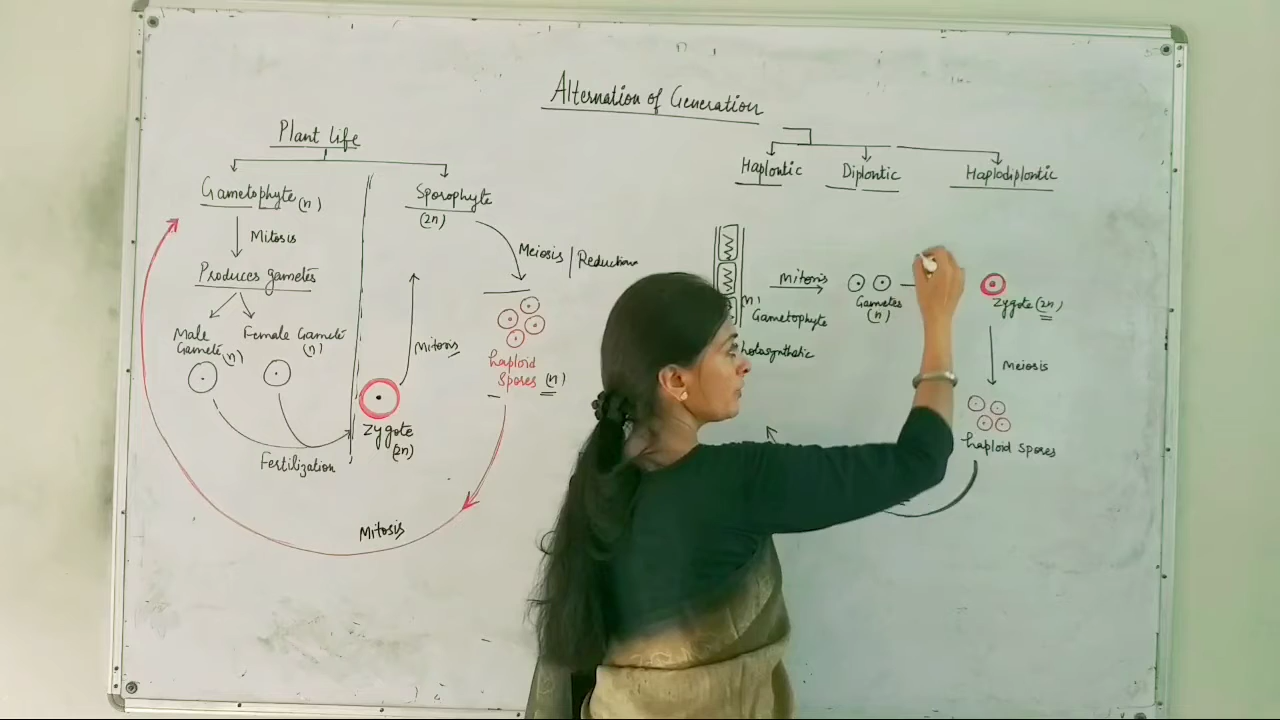 Alternation of Generation
Plant life
Gametophyte (n)
Mitosis
Produces gametes
Male
Gamete (n)
Female Gamete
(n)
Fertilization
Sporophyte
(2n)
Meiosis | Reduction
haploid
spores (n)
Mitosis
Zygote
(2n)
Mitosis
Haplontic
Diplontic
Haplodiplontic
Gametophyte
Mitosis
Gametes
(n)
Zygote (2n)
Meiosis
haploid spores